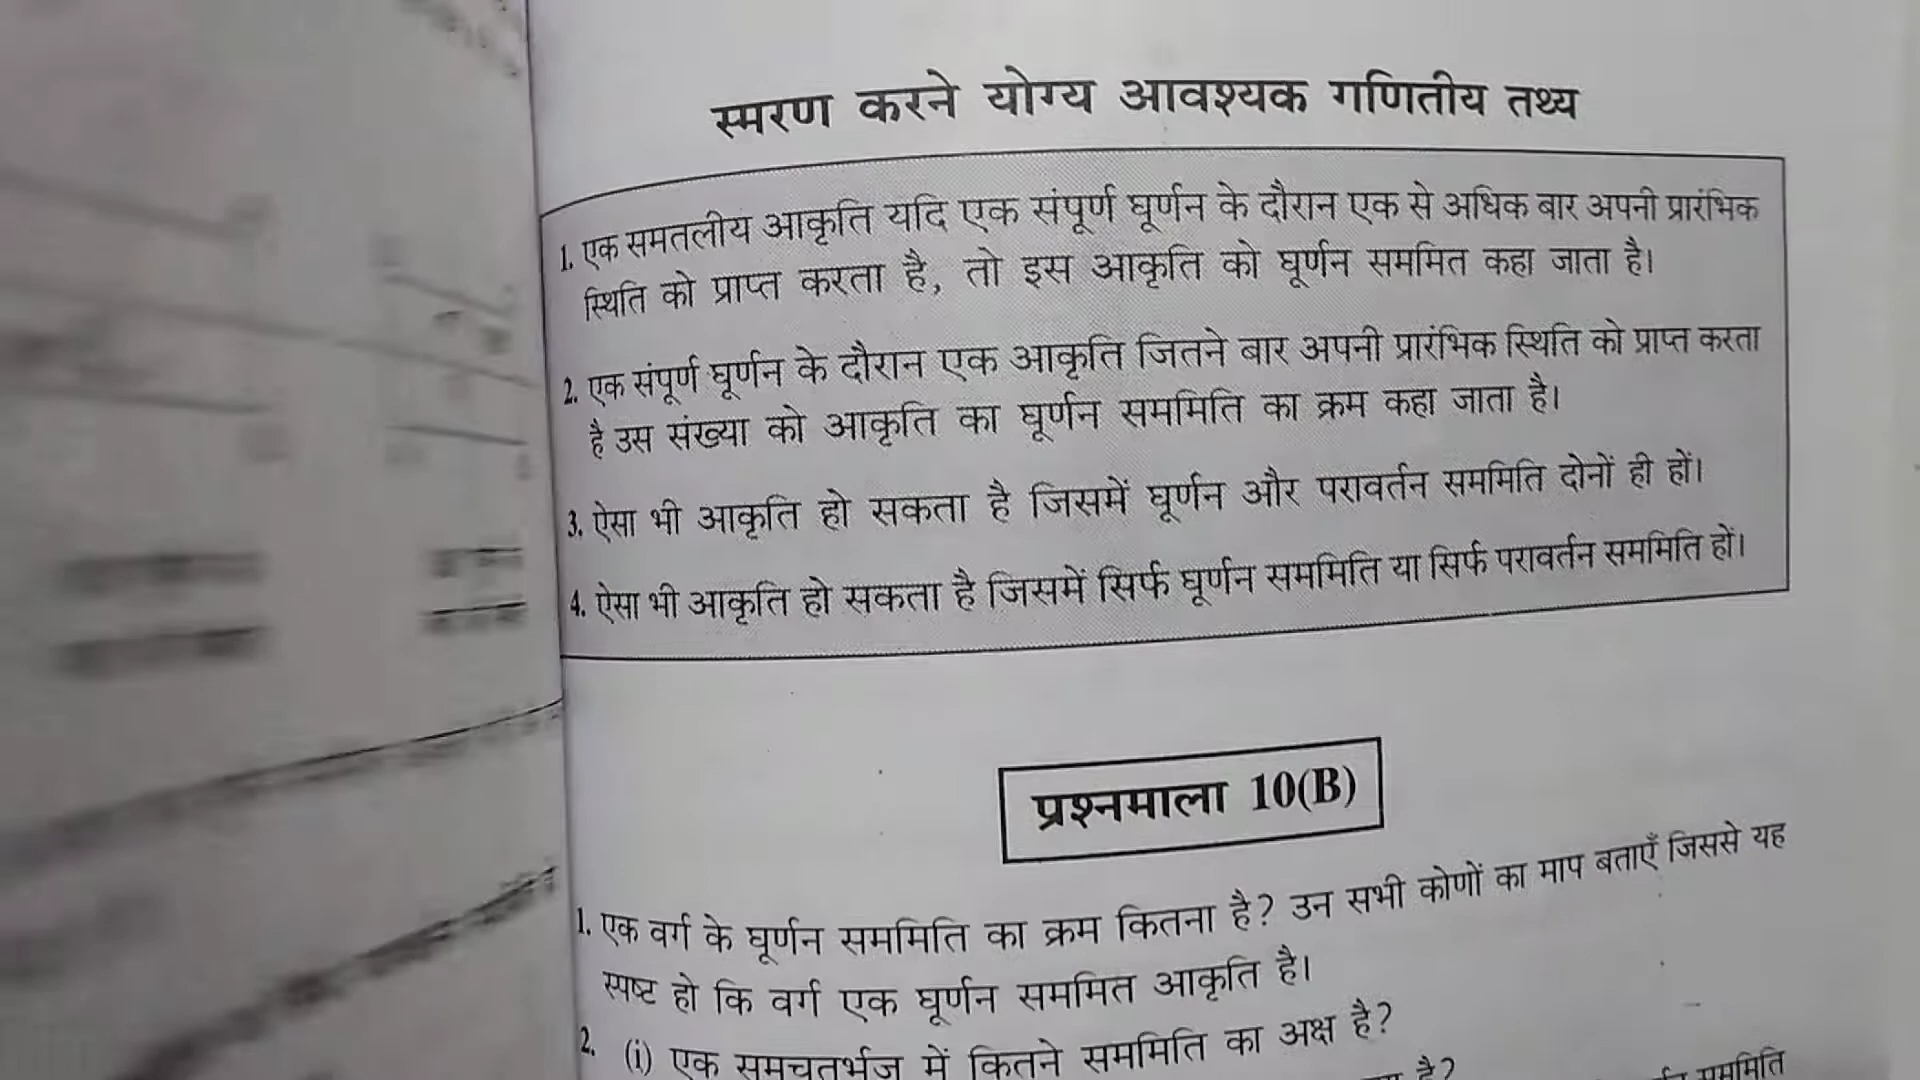 स्मरण करने योग्य आवश्यक गणितीय तथ्य
1. एक समतलीय आकृति यदि एक संपूर्ण घूर्णन के दौरान एक से अधिक बार अपनी प्रारंभिक
स्थिति को प्राप्त करता है, तो इस आकृति को घूर्णन सममित कहा जाता है।
2. एक संपूर्ण घूर्णन के दौरान एक आकृति जितने बार अपनी प्रारंभिक स्थिति को प्राप्त करता
है उस संख्या को आकृति का घूर्णन सममिति का क्रम कहा जाता है।
3. ऐसा भी आकृति हो सकता है जिसमें घूर्णन और परावर्तन सममिति दोनों ही हों।
4. ऐसा भी आकृति हो सकता है जिसमें सिर्फ घूर्णन सममिति या सिर्फ परावर्तन सममिति हों।
प्रश्नमाला 10(B)
1. एक वर्ग के घूर्णन सममिति का क्रम कितना है? उन सभी कोणों का माप बताएँ जिससे यह
स्पष्ट हो कि वर्ग एक घूर्णन सममित आकृति है।
2. (i) एक समचतुर्भुज में कितने सममिति का अक्ष है?
है?
सममिति